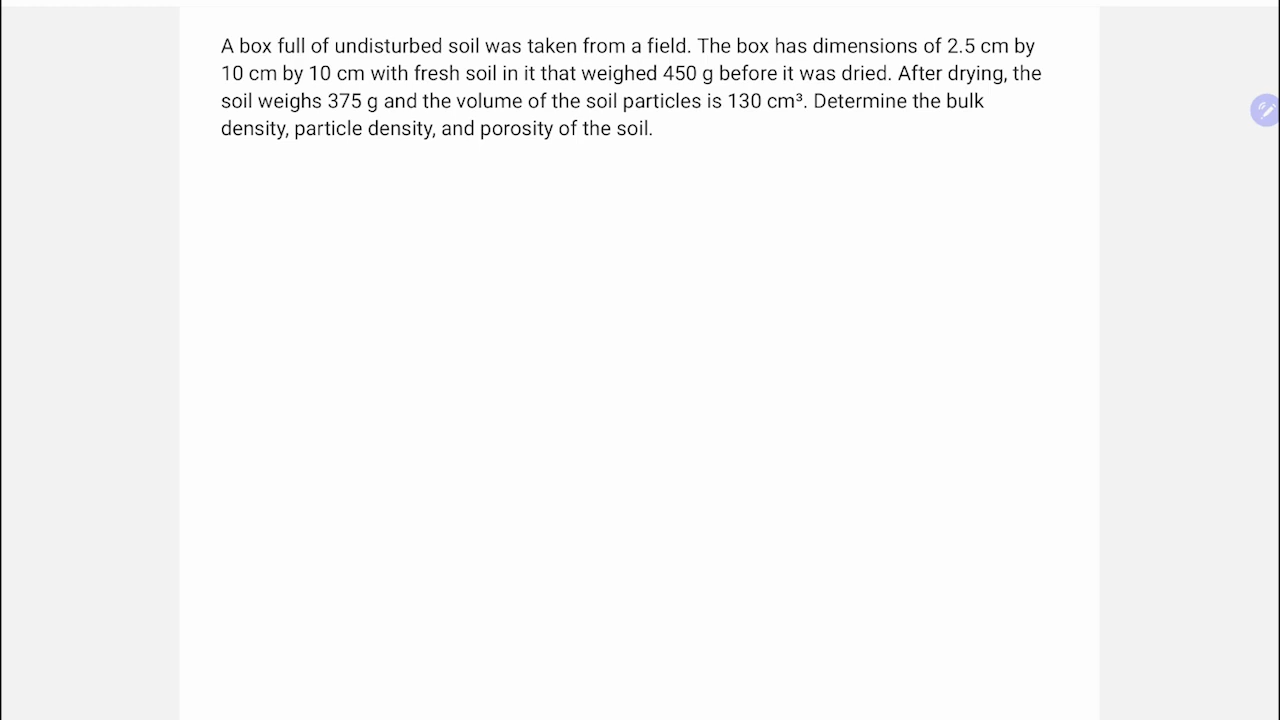 A box full of undisturbed soil was taken from a field. The box has dimensions of 2.5 cm by
10 cm by 10 cm with fresh soil in it that weighed 450 g before it was dried. After drying, the
soil weighs 375 g and the volume of the soil particles is 130 cm³. Determine the bulk
density, particle density, and porosity of the soil.